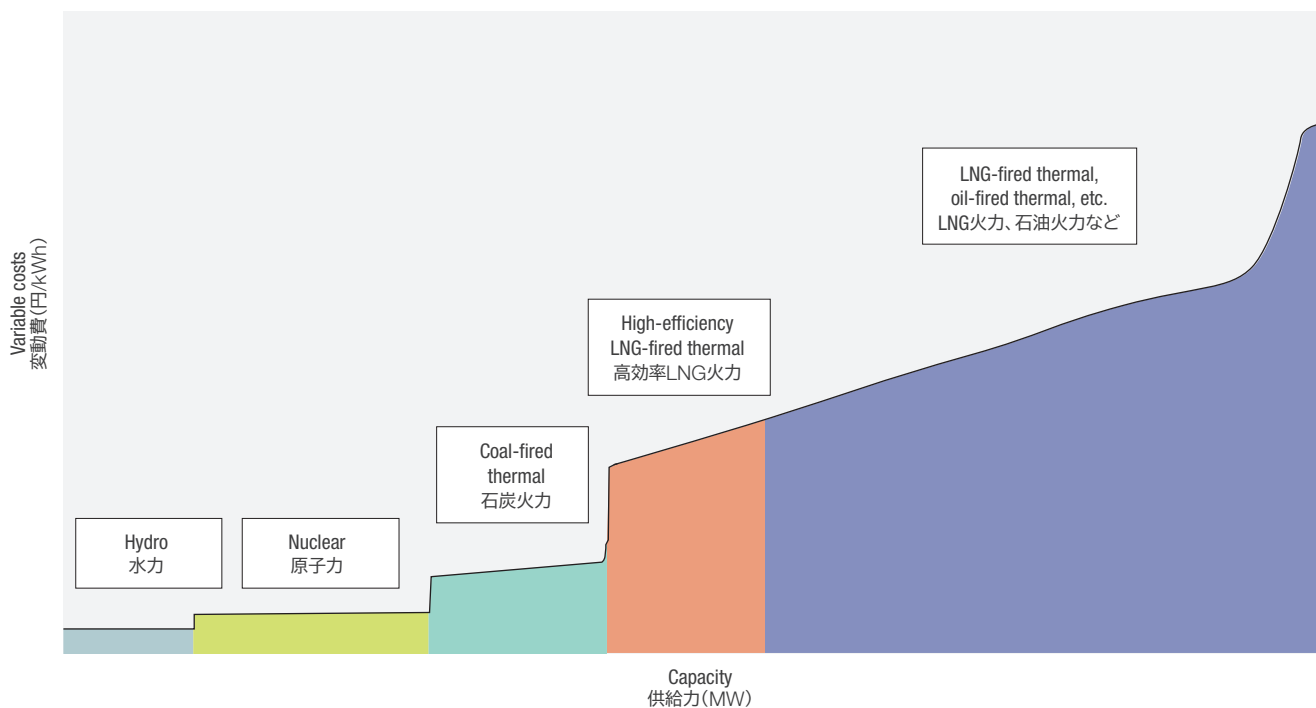 Variable costs
変動費（円/kWh）
Hydro
水力
Nuclear
原子力
Coal-fired
thermal
石炭火力
High-efficiency
LNG-fired thermal
高効率LNG火力
LNG-fired thermal,
oil-fired thermal, etc.
LNG火力、石油火力など
Capacity
供給力（MW）